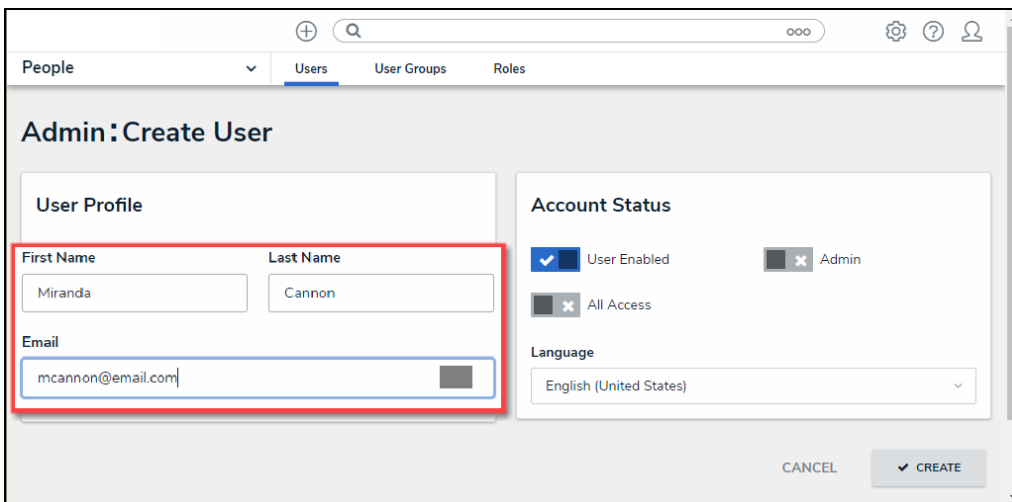 People Users User Groups Roles
Admin:Create User
User Profile
First Name Last Name
Miranda Cannon
Email
mcannon@email.com
Account Status
User Enabled Admin
All Access
Language
English (United States)
CANCEL CREATE